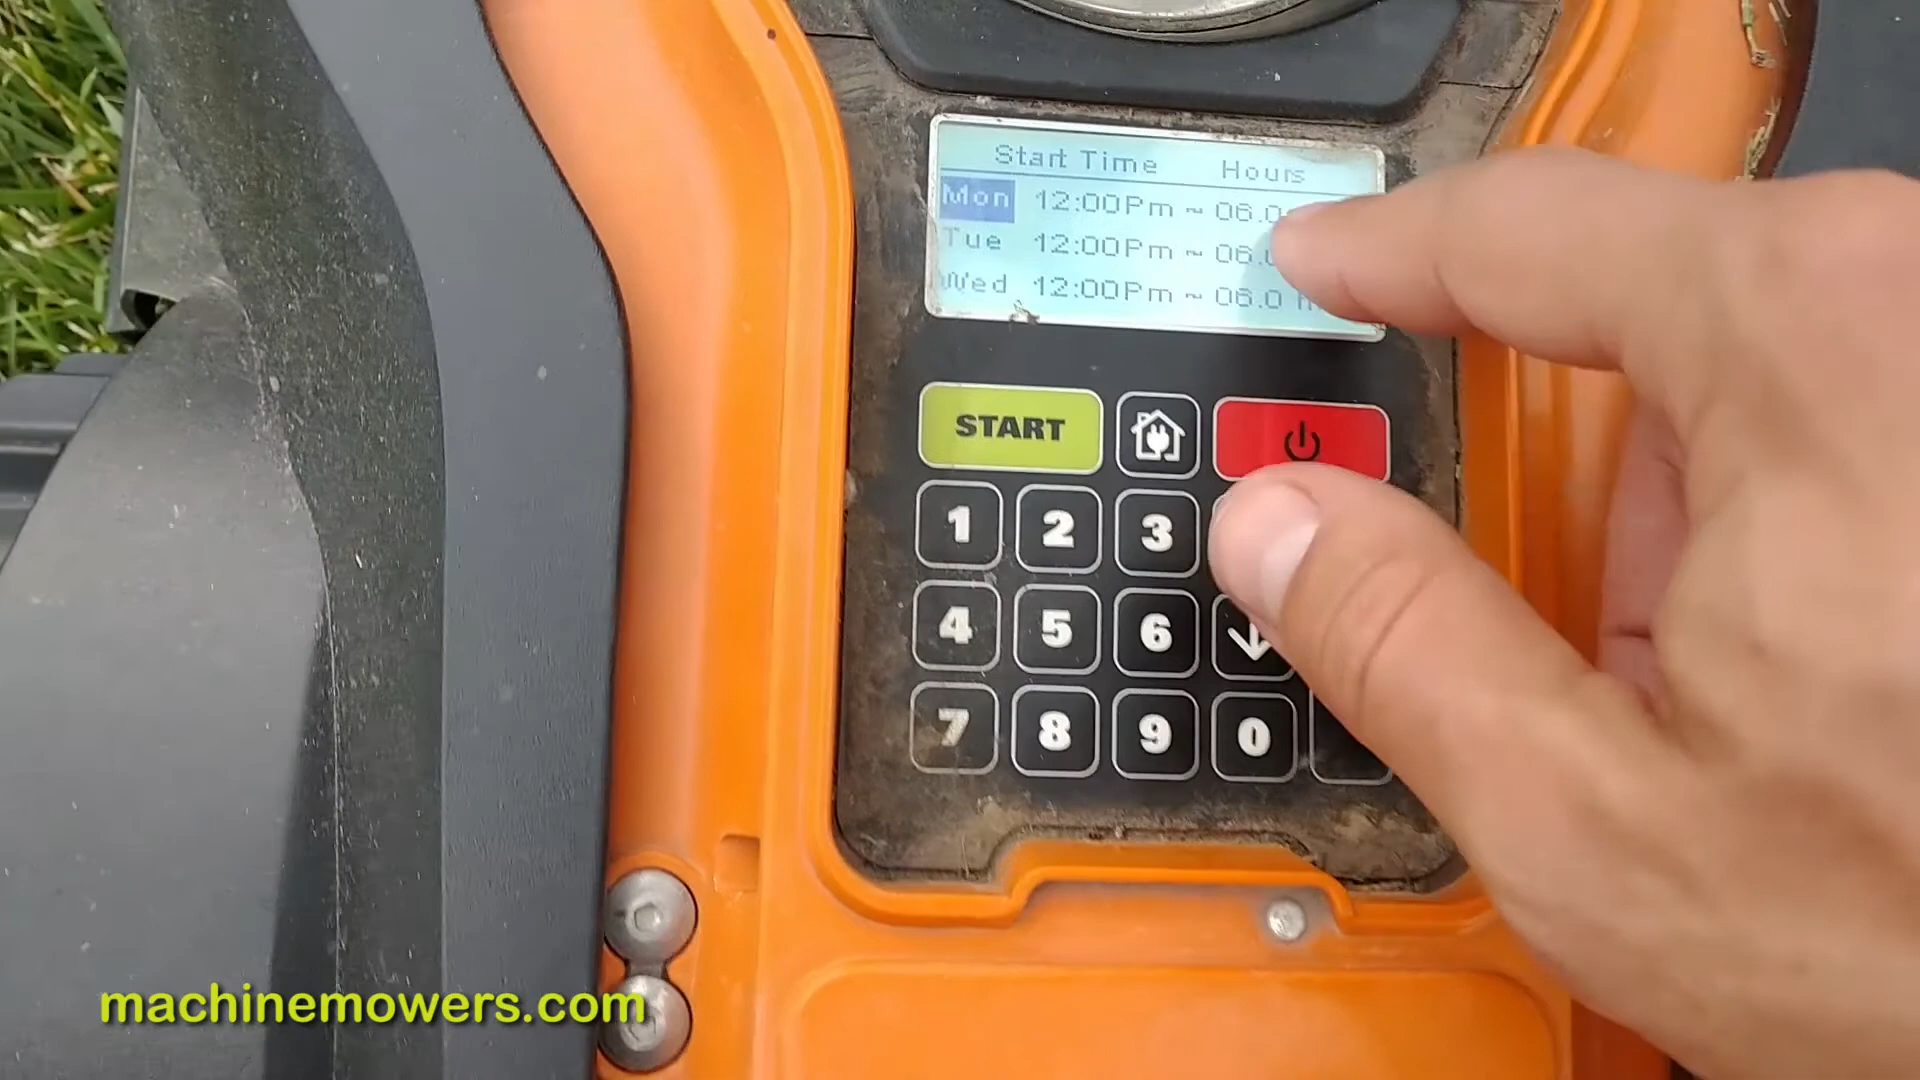 Start Time Hours
Mon 12:00Pm ~ 06.0
Tue 12:00Pm ~ 06.
Wed 12:00Pm ~ 06.0
START
1 2 3
4 5 6
7 8 9 0
machinemowers.com